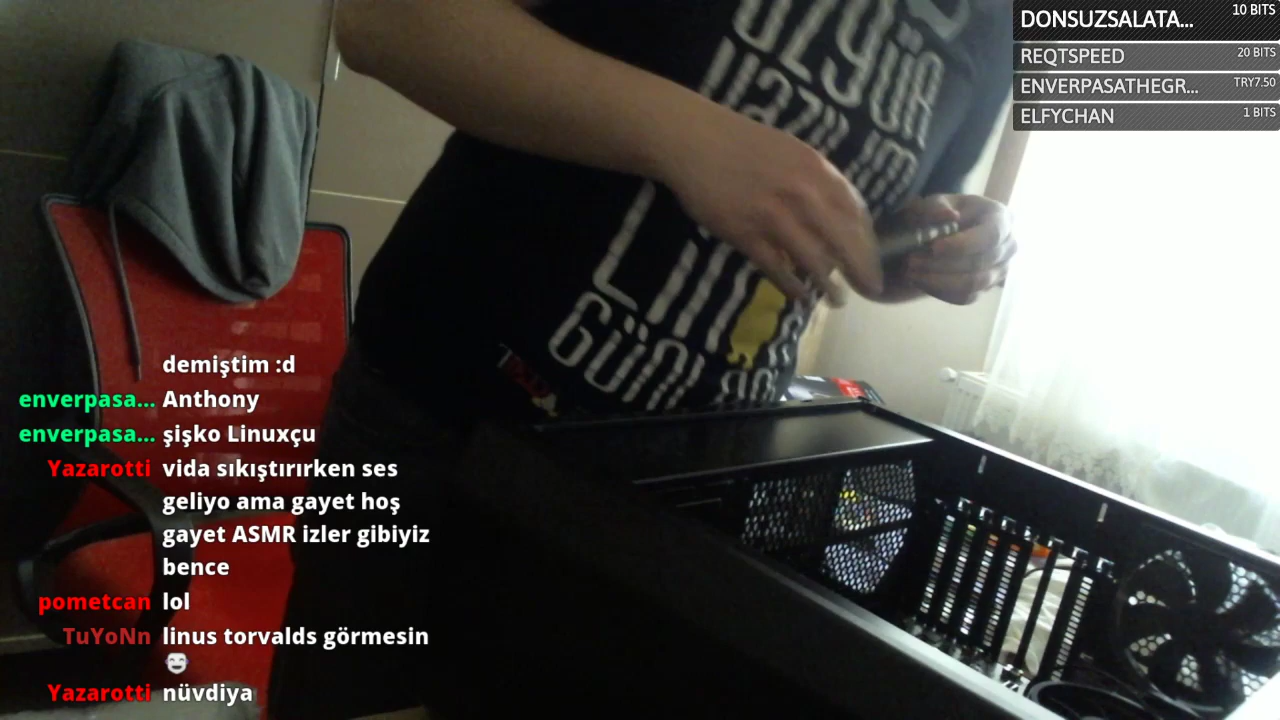 DONSUZSALATA... 10 BITS
REQTSPEED 20 BITS
ENVERPASATHEGR... TRY7.50
ELFYCHAN 1 BITS
LİN
GÜNL
demiştim :d
enverpasa... Anthony
enverpasa... şişko Linuxçu
Yazarotti vida sıkıştırırken ses
geliyo ama gayet hoş
gayet ASMR izler gibiyiz
bence
pometcan lol
TuYoNn linus torvalds görmesin
Yazarotti nüvdiya